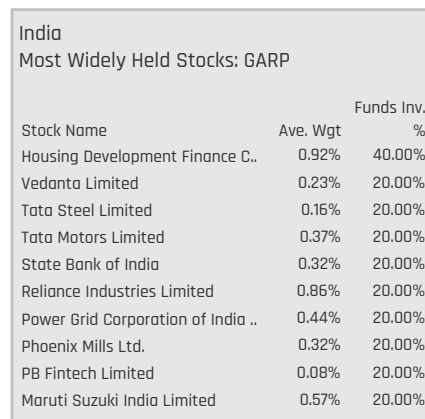 India
Most Widely Held Stocks: GARP
Funds Inv.
Stock Name Ave. Wgt %
Housing Development Finance C.. 0.92% 40.00%
Vedanta Limited 0.23% 20.00%
Tata Steel Limited 0.16% 20.00%
Tata Motors Limited 0.37% 20.00%
State Bank of India 0.32% 20.00%
Reliance Industries Limited 0.86% 20.00%
Power Grid Corporation of India .. 0.44% 20.00%
Phoenix Mills Ltd. 0.32% 20.00%
PB Fintech Limited 0.08% 20.00%
Maruti Suzuki India Limited 0.57% 20.00%